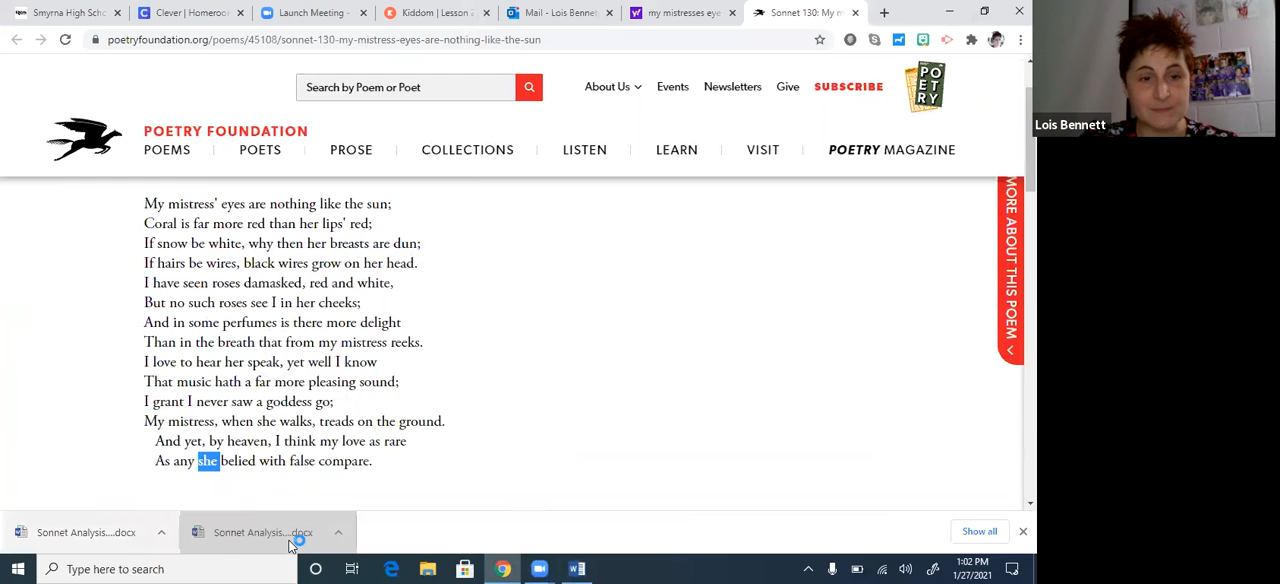 Smyrna High Scho
Clever | Homeroom
Launch Meeting -
Kiddom | Lesson
Mail - Lois Bennet
my mistresses eye
Sonnet 130: My m
poetryfoundation.org/poems/45108/sonnet-130-my-mistress-eyes-are-nothing-like-the-sun
Search by Poem or Poet
About Us Events Newsletters Give SUBSCRIBE
PO
ET
RY
POETRY FOUNDATION
POEMS POETS PROSE COLLECTIONS LISTEN LEARN VISIT POETRY MAGAZINE
Lois Bennett
MORE ABOUT THIS POEM
My mistress' eyes are nothing like the sun;
Coral is far more red than her lips' red;
If snow be white, why then her breasts are dun;
If hairs be wires, black wires grow on her head.
I have seen roses damasked, red and white,
But no such roses see I in her cheeks;
And in some perfumes is there more delight
Than in the breath that from my mistress reeks.
I love to hear her speak, yet well I know
That music hath a far more pleasing sound;
I grant I never saw a goddess go;
My mistress, when she walks, treads on the ground.
And yet, by heaven, I think my love as rare
As any she belied with false compare.
Sonnet Analysis....docx
Sonnet Analysis....docx
Show all
Type here to search
1:02 PM
1/27/2021